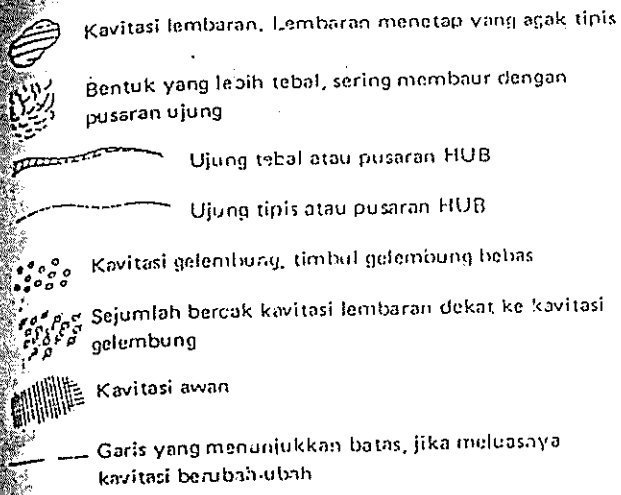 Kavitasi lembaran. Lembaran menetap yang agak tipis
Bentuk yang lebih tebal, sering membaur dengan
pusaran ujung
Ujung tebal atau pusaran HUB
Ujung tipis atau pusaran HUB
Kavitasi gelembung, timbul gelembung bebas
Sejumlah bercak kavitasi lembaran dekat ke kavitasi
gelembung
Kavitasi awan
Garis yang menunjukkan batas, jika meluasnya
kavitasi berubah-ubah